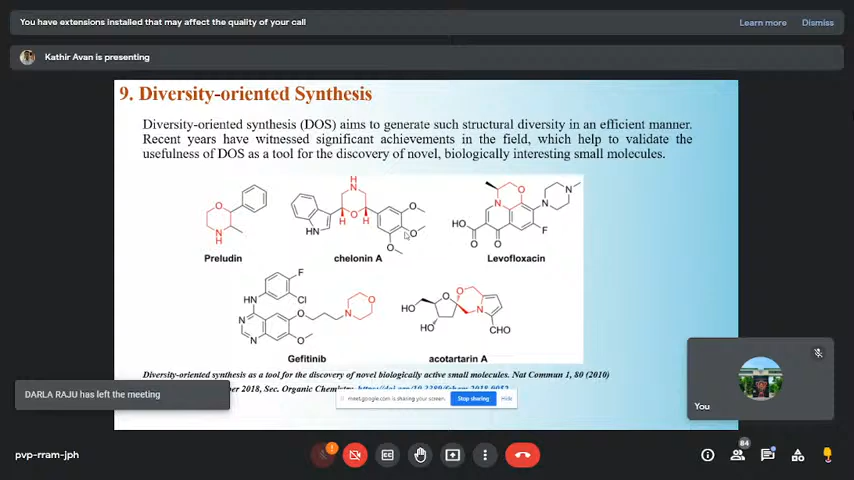 You have extensions installed that may affect the quality of your call
Learn more
Dismiss
Kathir Avan is presenting
9. Diversity-oriented Synthesis
Diversity-oriented synthesis (DOS) aims to generate such structural diversity in an efficient manner.
Recent years have witnessed significant achievements in the field, which help to validate the
usefulness of DOS as a tool for the discovery of novel, biologically interesting small molecules.
Preludin
chelonin A
Levofloxacin
Gefitinib
acotartarin A
Diversity-oriented synthesis as a tool for the discovery of novel biologically active small molecules. Nat Commun 1, 80 (2010)
2018, Sec. Organic Chemistry.
DARLA RAJU has left the meeting
meet.google.com is sharing your screen.
Stop sharing
Hide
You
pvp-rram-jph
84